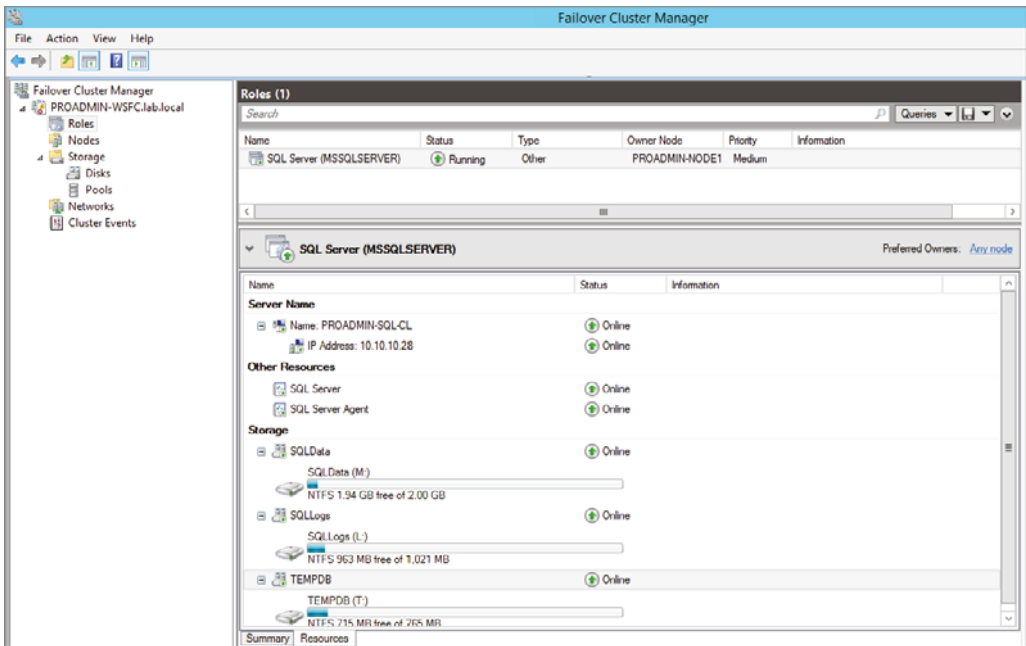 Failover Cluster Manager
File Action View Help
Failover Cluster Manager
PROADMIN-WSFC.lab.local
Roles
Nodes
Storage
Disks
Pools
Networks
Cluster Events
Roles (1)
Search
Queries
Name Status Type Owner Node Priority Information
SQL Server (MSSQLSERVER) Running Other PROADMIN-NODE1 Medium
SQL Server (MSSQLSERVER) Preferred Owners: Any node
Name Status Information
Server Name
Name: PROADMIN-SQL-CL Online
IP Address: 10.10.10.28 Online
Other Resources
SQL Server Online
SQL Server Agent Online
Storage
SQLData Online
SQLData (M:)
NTFS 1.94 GB free of 2.00 GB
SQLLogs Online
SQLLogs (L:)
NTFS 963 MB free of 1,021 MB
TEMPDB Online
TEMPDB (T:)
NTFS 715 MB free of 765 MB
Summary Resources